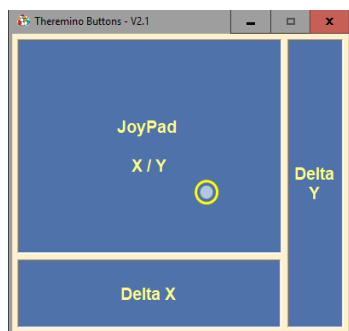 Theremino Buttons - V2.1
JoyPad
X / Y
Delta
Y
Delta X